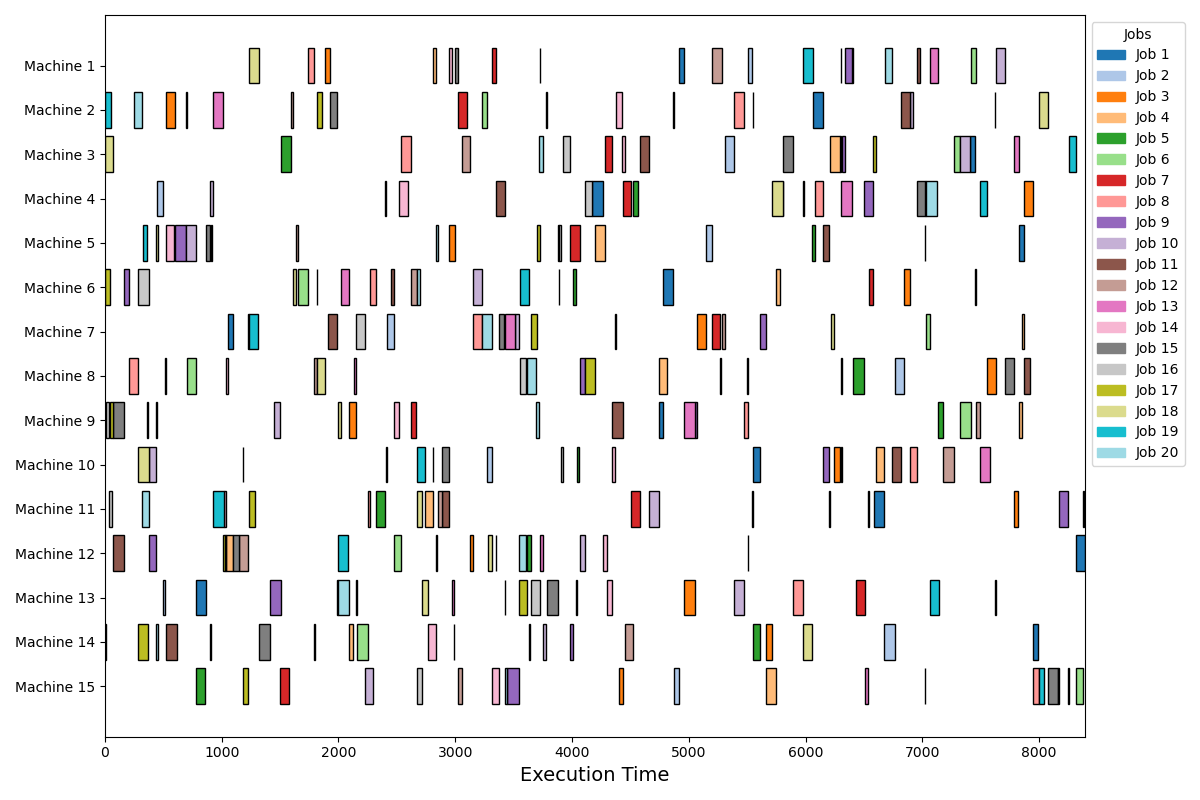 Machine 1
Machine 2
Machine 3
Machine 4
Machine 5
Machine 6
Machine 7
Machine 8
Machine 9
Machine 10
Machine 11
Machine 12
Machine 13
Machine 14
Machine 15
0 1000 2000 3000 4000 5000 6000 7000 8000
Execution Time
Jobs
Job 1
Job 2
Job 3
Job 4
Job 5
Job 6
Job 7
Job 8
Job 9
Job 10
Job 11
Job 12
Job 13
Job 14
Job 15
Job 16
Job 17
Job 18
Job 19
Job 20